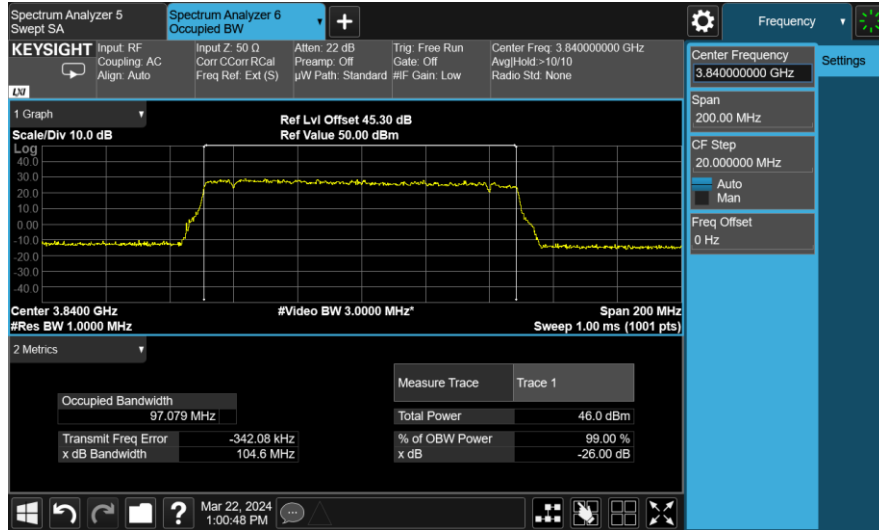 Spectrum Analyzer 5
Swept SA
Spectrum Analyzer 6
Occupied BW
Frequency
KEYSIGHT
Input: RF
Coupling: AC
Align: Auto
Input Z: 50 Ω
Corr CCorr RCal
Freq Ref: Ext (S)
Atten: 22 dB
Preamp: Off
µW Path: Standard
Trig: Free Run
Gate: Off
#IF Gain: Low
Center Freq: 3.840000000 GHz
Avg|Hold:>10/10
Radio Std: None
LXI
Center Frequency
3.840000000 GHz
Settings
Span
200.00 MHz
CF Step
20.000000 MHz
Auto
Man
Freq Offset
0 Hz
1 Graph
Scale/Div 10.0 dB
Ref Lvl Offset 45.30 dB
Ref Value 50.00 dBm
Log
40.0
30.0
20.0
10.0
0.00
-10.0
-20.0
-30.0
-40.0
Center 3.8400 GHz
#Video BW 3.0000 MHz*
Span 200 MHz
#Res BW 1.0000 MHz
Sweep 1.00 ms (1001 pts)
2 Metrics
Measure Trace
Trace 1
Occupied Bandwidth
97.079 MHz
Total Power
46.0 dBm
Transmit Freq Error
-342.08 kHz
% of OBW Power
99.00 %
x dB Bandwidth
104.6 MHz
x dB
-26.00 dB
?
Mar 22, 2024
1:00:48 PM